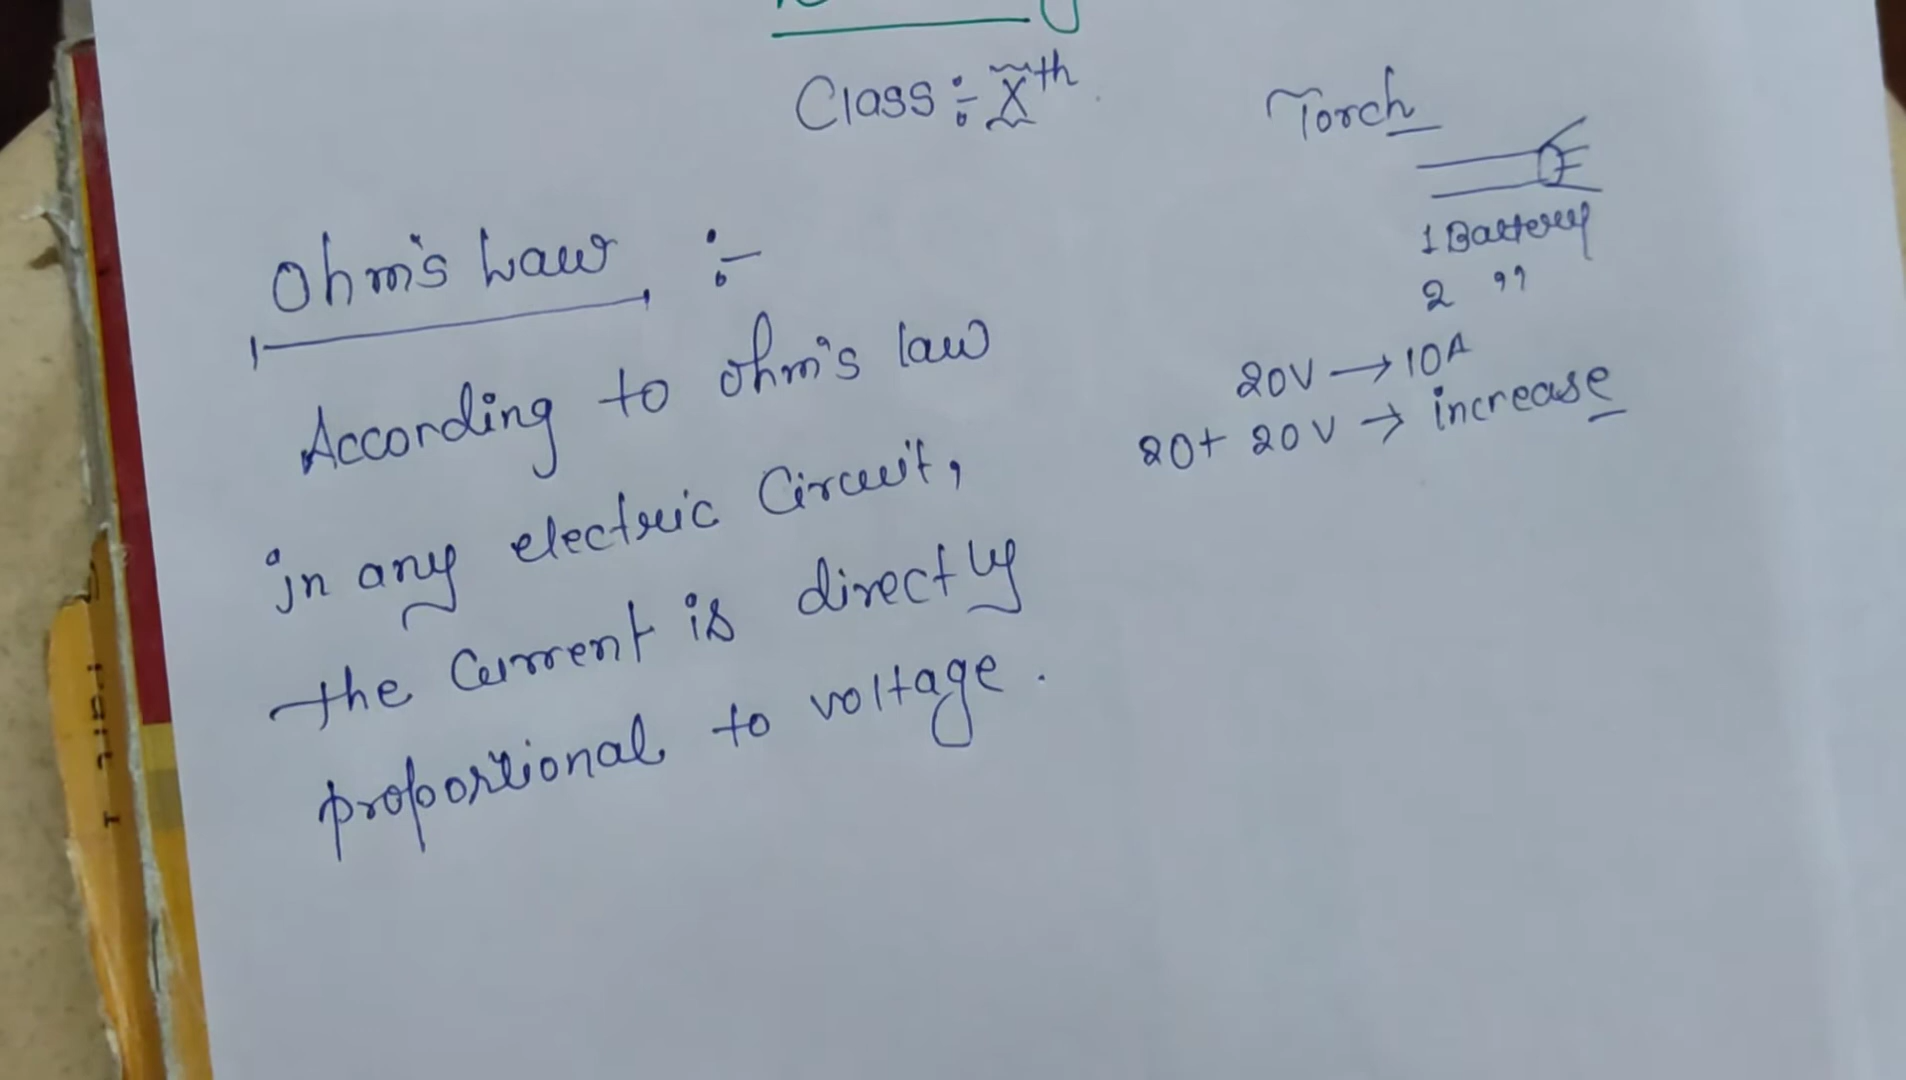 Class :- Xth
Torch
1 Battery
2 "
20V → 10A
20+ 20V → increase
Ohm's Law :-
According to ohm's law
in any electric Circuit,
the Current is directly
proportional to voltage.